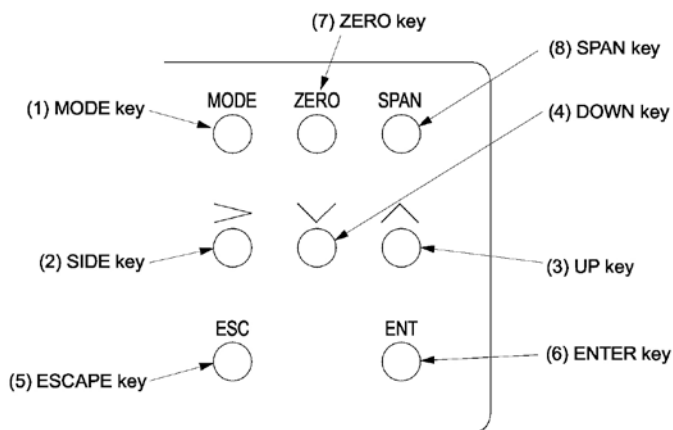 (7) ZERO key
(8) SPAN key
(1) MODE key
MODE ZERO SPAN
(4) DOWN key
(2) SIDE key
(3) UP key
ESC ENT
(6) ENTER key
(5) ESCAPE key